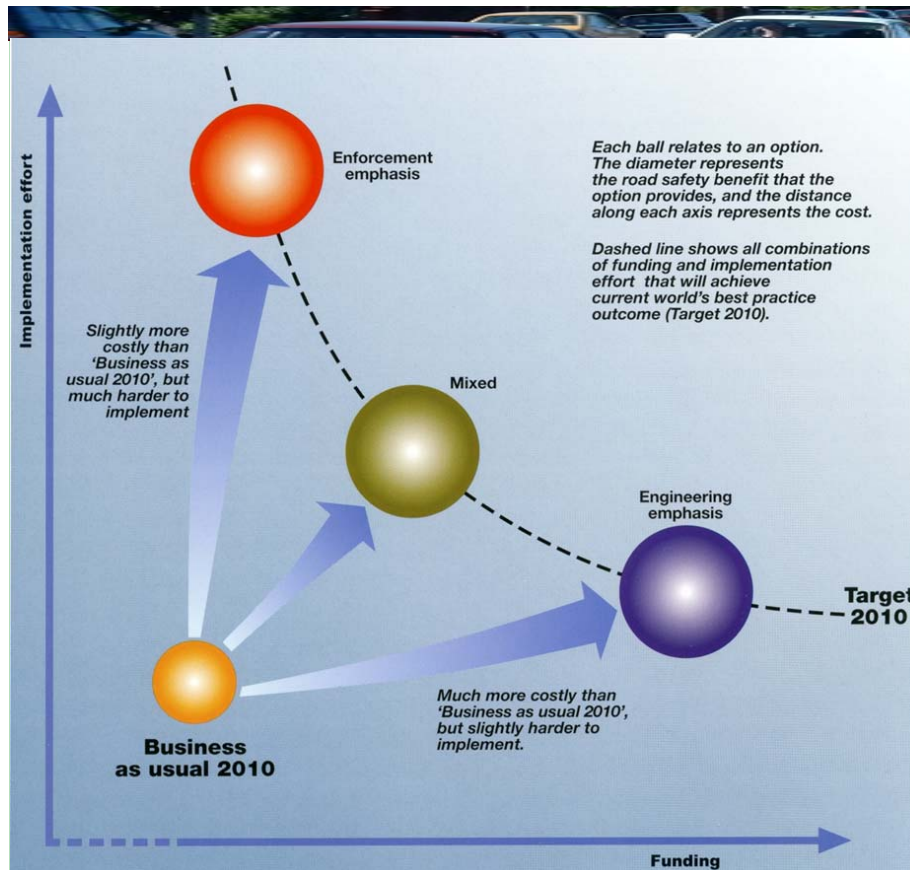 Implementation effort
Enforcement
emphasis
Each ball relates to an option.
The diameter represents
the road safety benefit that the
option provides, and the distance
along each axis represents the cost.
Dashed line shows all combinations
of funding and implementation
effort that will achieve
current world's best practice
outcome (Target 2010).
Slightly more
costly than
‘Business as
usual 2010’, but
much harder to
implement
Mixed
Engineering
emphasis
Target
2010
Much more costly than
‘Business as usual 2010’,
but slightly harder to
implement.
Business
as usual 2010
Funding